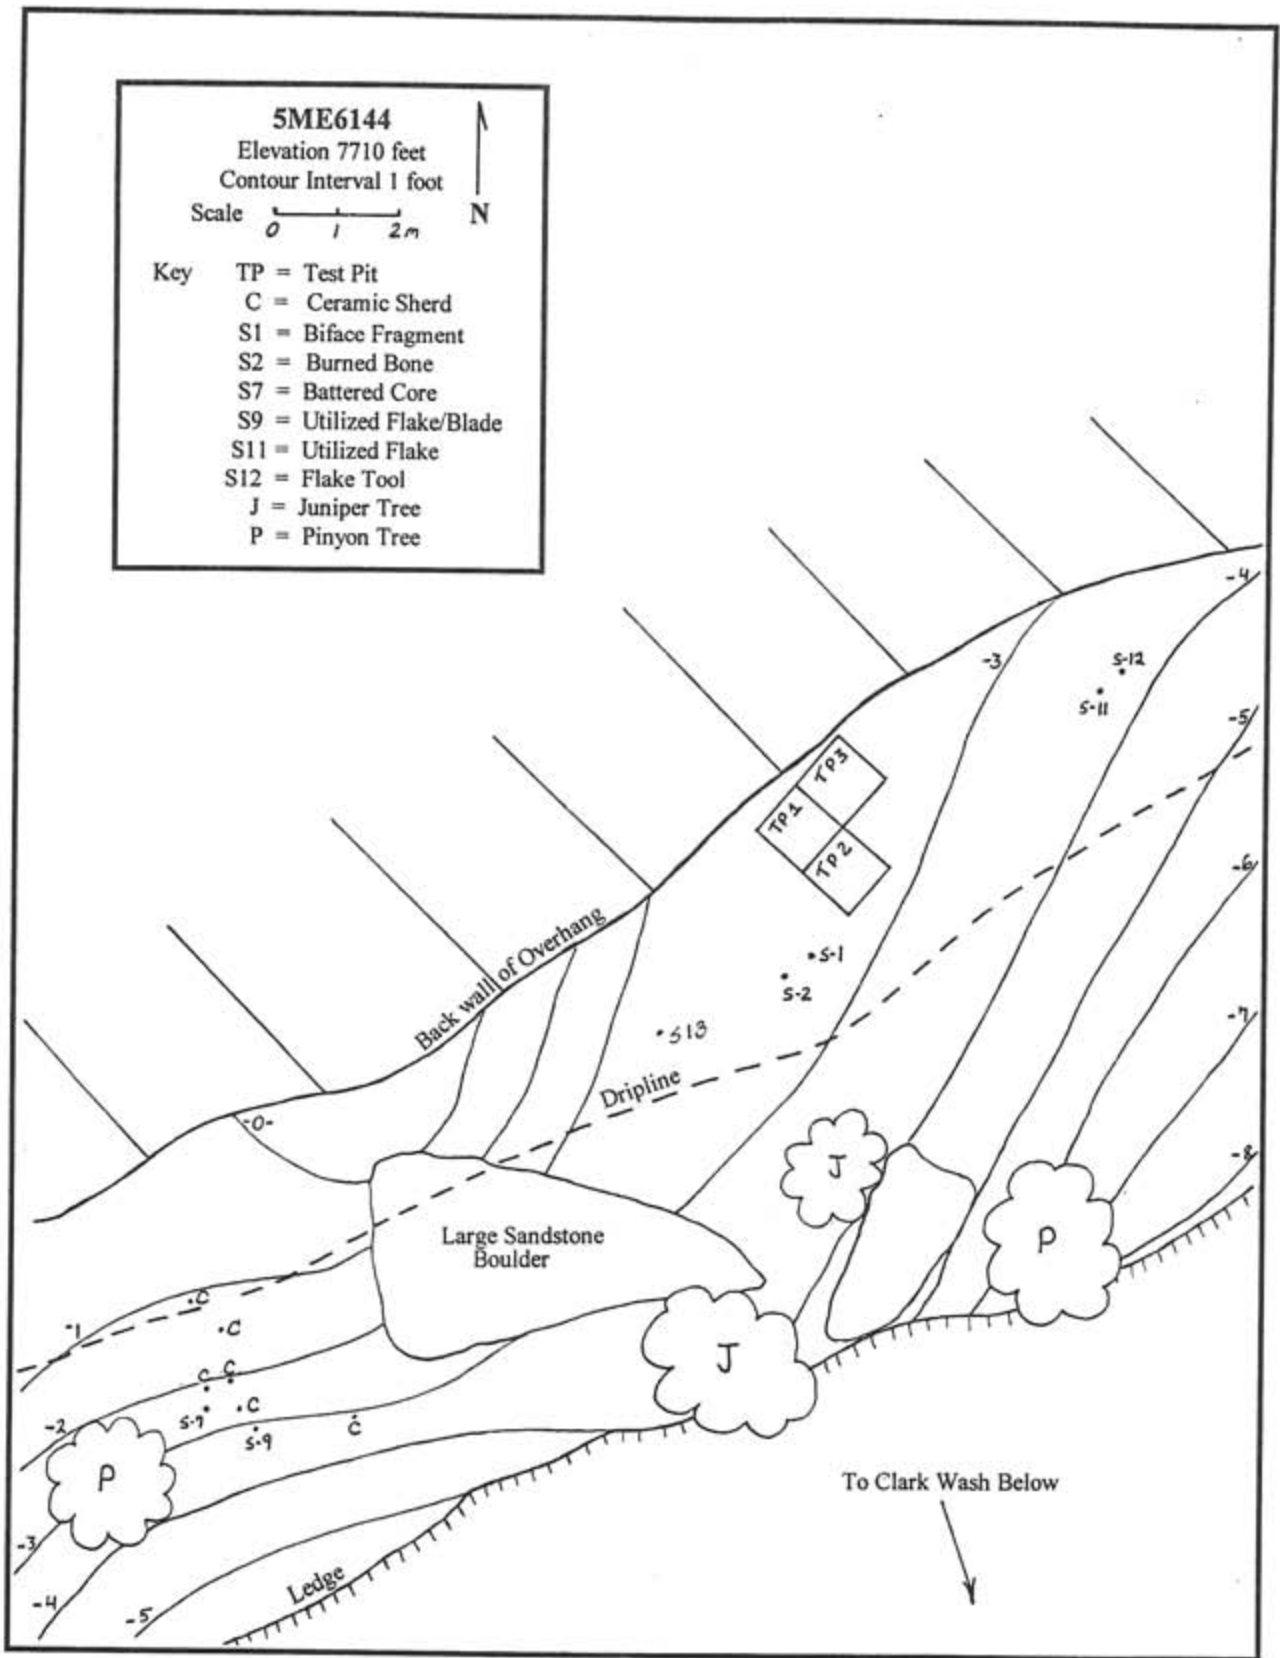 5ME6144
Elevation 7710 feet
Contour Interval 1 foot
Scale 0 1 2m
N
Key TP = Test Pit
C = Ceramic Sherd
S1 = Biface Fragment
S2 = Burned Bone
S7 = Battered Core
S9 = Utilized Flake/Blade
S11 = Utilized Flake
S12 = Flake Tool
J = Juniper Tree
P = Pinyon Tree
-4
-3
S-12
S-11
-5
TP3
TP1
TP2
-6
Back wall of Overhang
S-1
S-2
S13
-7
Dripline
-0-
J
-8
P
Large Sandstone
Boulder
C
-1
C
J
C C
C
S-7
-2
S-9
C
P
To Clark Wash Below
-3
Ledge
-4
-5